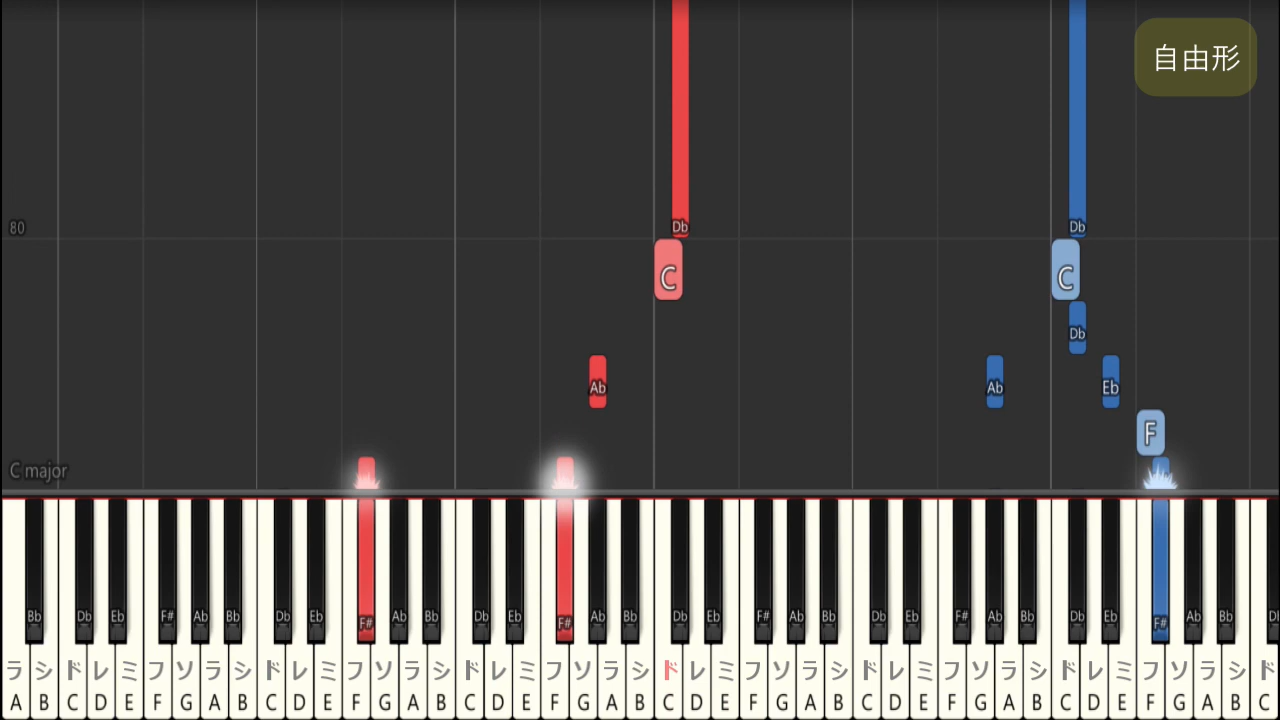 自由形
Db Db
80
C C
Db
Ab Ab Eb
F
C major
Bb Db Eb F# Ab Bb Db Eb F# Ab Bb Db Eb F# Ab Bb Db Eb F# Ab Bb Db Eb F# Ab Bb Db Eb F# Ab Bb
ラ シ ド レ ミ フ ソ ラ シ ド レ ミ フ ソ ラ シ ド レ ミ フ ソ ラ シ ド レ ミ フ ソ ラ シ ド レ ミ フ ソ ラ シ ド レ ミ フ ソ ラ シ ド
A B C D E F G A B C D E F G A B C D E F G A B C D E F G A B C D E F G A B C D E F G A B C